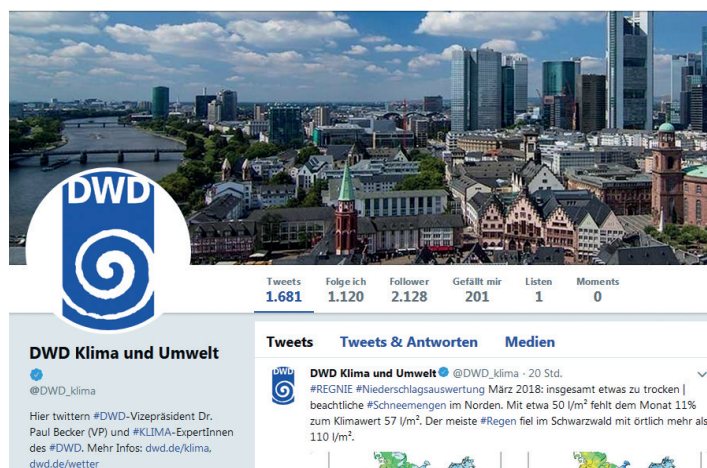 DWD
Tweets Folge ich Follower Gefällt mir Listen Moments
1.681 1.120 2.128 201 1 0
DWD Klima und Umwelt
@DWD_klima
Hier twittern #DWD-Vizepräsident Dr.
Paul Becker (VP) und #KLIMA-ExpertInnen
des #DWD. Mehr Infos: dwd.de/klima,
dwd.de/wetter
Tweets Tweets & Antworten Medien
DWD
DWD Klima und Umwelt @DWD_klima · 20 Std.
#REGNIE #Niederschlagsauswertung März 2018: insgesamt etwas zu trocken |
beachtliche #Schneemengen im Norden. Mit etwa 50 l/m² fehlt dem Monat 11%
zum Klimawert 57 l/m². Der meiste #Regen fiel im Schwarzwald mit örtlich mehr als
110 l/m².